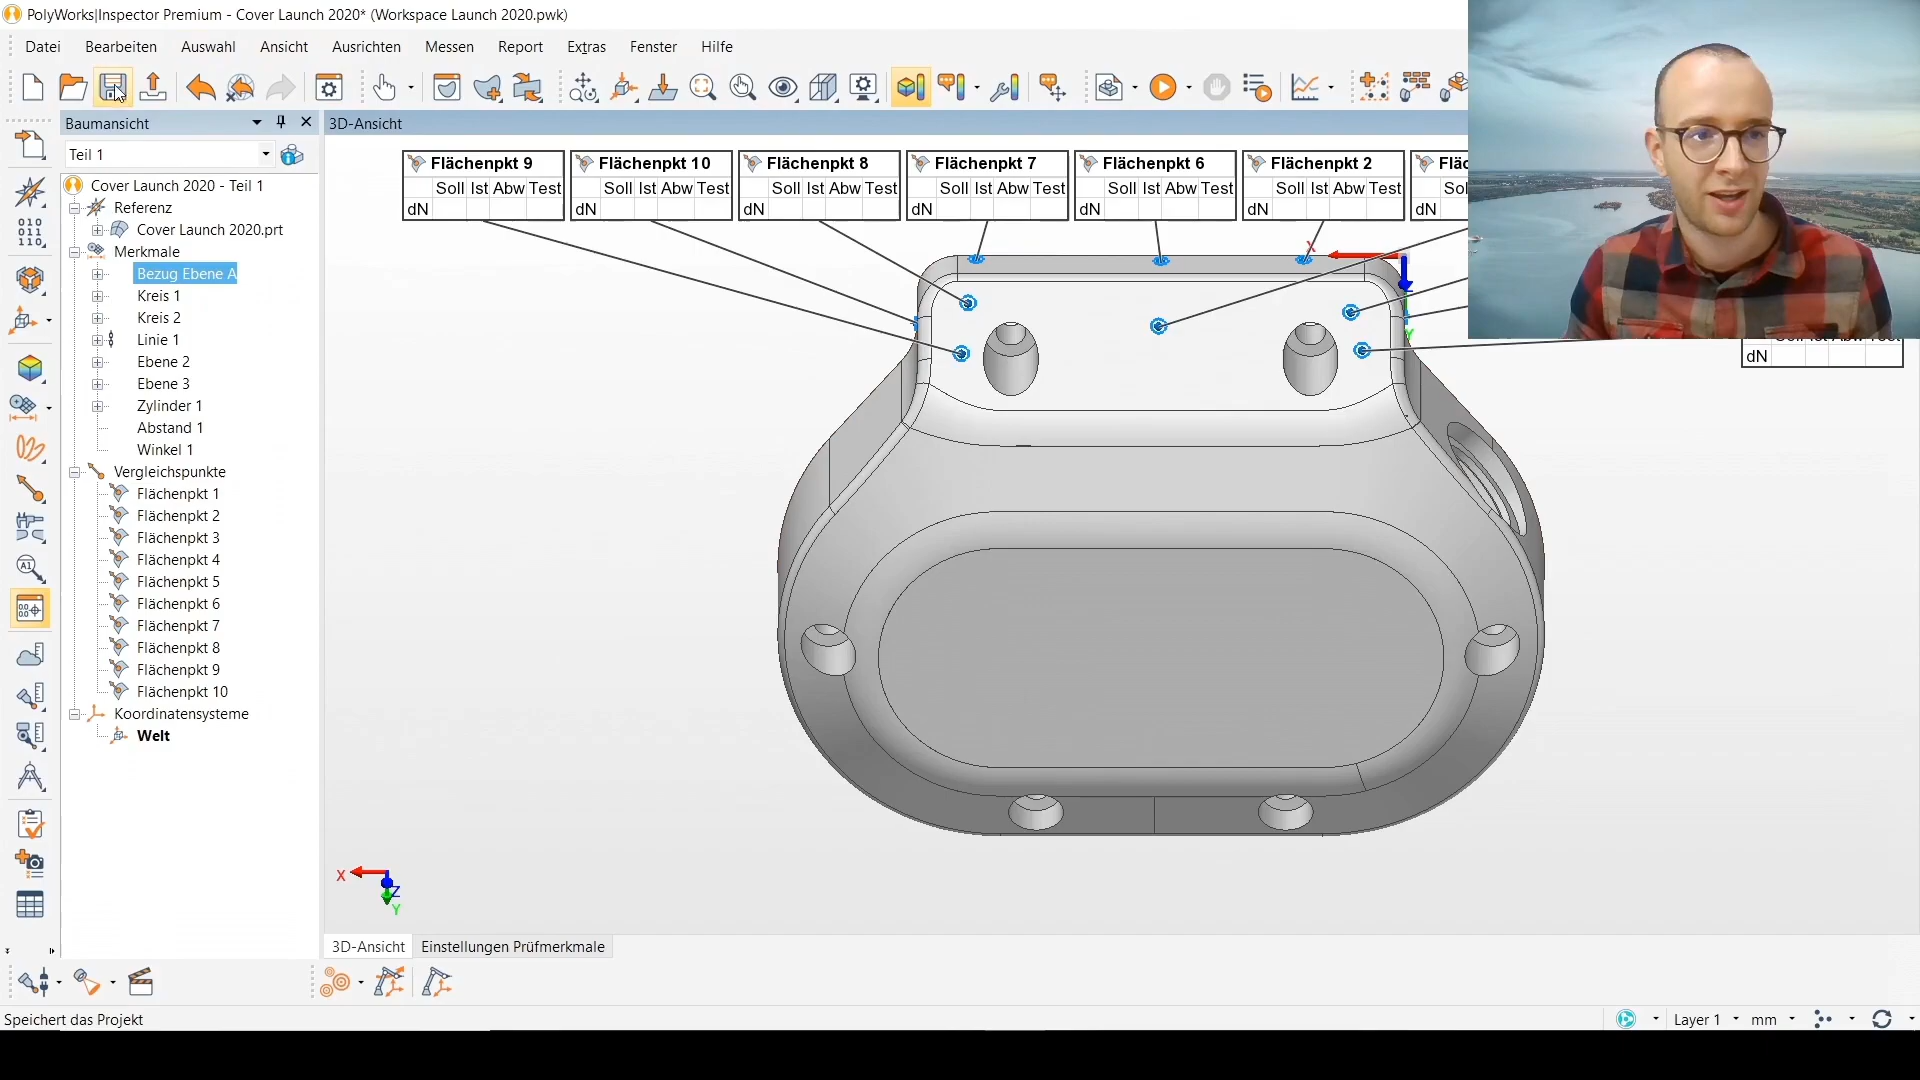 PolyWorks|Inspector Premium - Cover Launch 2020* (Workspace Launch 2020.pwk)
Datei Bearbeiten Auswahl Ansicht Ausrichten Messen Report Extras Fenster Hilfe
Baumansicht
3D-Ansicht
Teil 1
Cover Launch 2020 - Teil 1
Referenz
Cover Launch 2020.prt
Merkmale
Bezug Ebene A
Kreis 1
Kreis 2
Linie 1
Ebene 2
Ebene 3
Zylinder 1
Abstand 1
Winkel 1
Vergleichspunkte
Flächenpkt 1
Flächenpkt 2
Flächenpkt 3
Flächenpkt 4
Flächenpkt 5
Flächenpkt 6
Flächenpkt 7
Flächenpkt 8
Flächenpkt 9
Flächenpkt 10
Koordinatensysteme
Welt
Flächenpkt 9 Flächenpkt 10 Flächenpkt 8 Flächenpkt 7 Flächenpkt 6 Flächenpkt 2
Soll Ist Abw Test Soll Ist Abw Test Soll Ist Abw Test Soll Ist Abw Test Soll Ist Abw Test Soll Ist Abw Test
dN dN dN dN dN dN dN
X
Z
Y
dN
X
Z
Y
3D-Ansicht Einstellungen Prüfmerkmale
Speichert das Projekt
Layer 1 mm